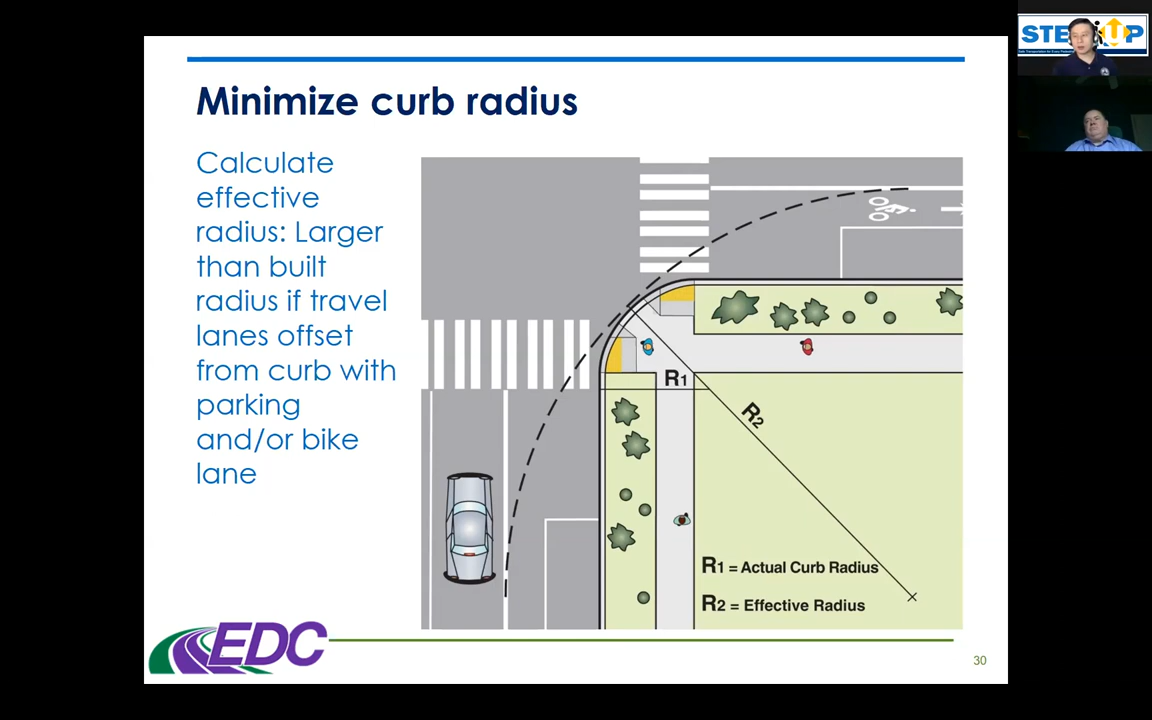 Minimize curb radius
Calculate
effective
radius: Larger
than built
radius if travel
lanes offset
from curb with
parking
and/or bike
lane
R1
R2
R1 = Actual Curb Radius
R2 = Effective Radius
EDC
30